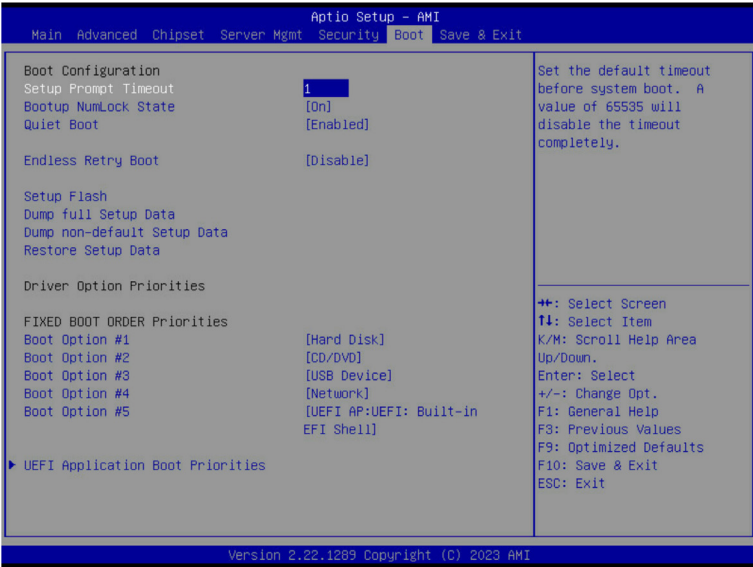 Aptio Setup – AMI
Main Advanced Chipset Server Mgmt Security Boot Save & Exit
Boot Configuration
Setup Prompt Timeout 1
Bootup NumLock State [On]
Quiet Boot [Enabled]
Endless Retry Boot [Disable]
Setup Flash
Dump full Setup Data
Dump non-default Setup Data
Restore Setup Data
Driver Option Priorities
FIXED BOOT ORDER Priorities
Boot Option #1 [Hard Disk]
Boot Option #2 [CD/DVD]
Boot Option #3 [USB Device]
Boot Option #4 [Network]
Boot Option #5 [UEFI AP:UEFI: Built-in
EFI Shell]
UEFI Application Boot Priorities
Set the default timeout
before system boot. A
value of 65535 will
disable the timeout
completely.
→←: Select Screen
↑↓: Select Item
K/M: Scroll Help Area
Up/Down.
Enter: Select
+/-: Change Opt.
F1: General Help
F3: Previous Values
F9: Optimized Defaults
F10: Save & Exit
ESC: Exit
Version 2.22.1289 Copyright (C) 2023 AMI